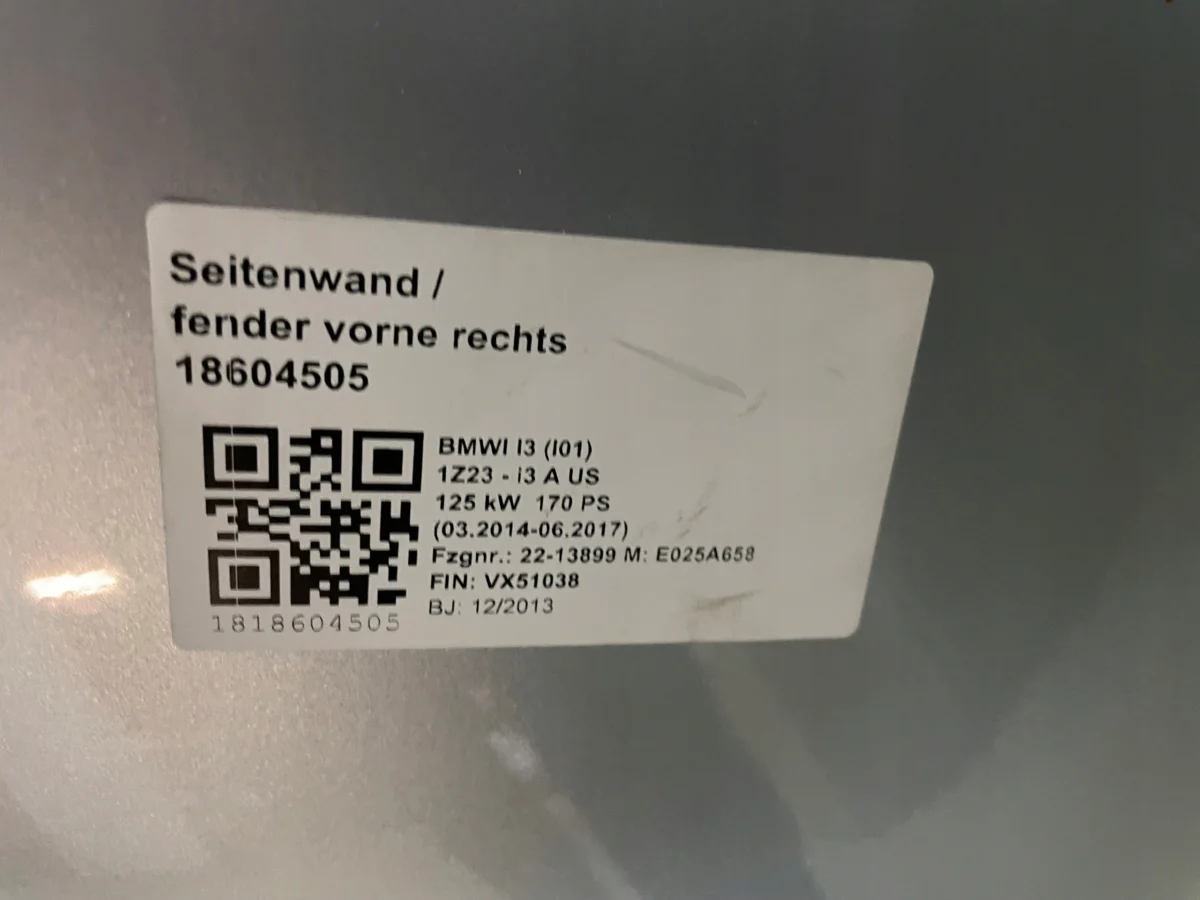 Seitenwand /
fender vorne rechts
18604505
BMWI I3 (I01)
1Z23 - i3 A US
125 kW 170 PS
(03.2014-06.2017)
Fzgnr.: 22-13899 M: E025A658
FIN: VX51038
BJ: 12/2013
1818604505